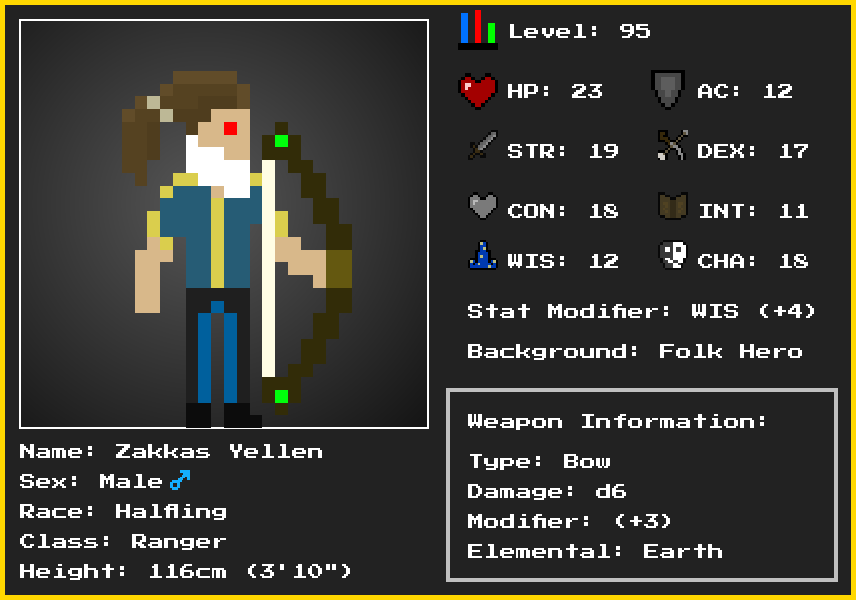 Level: 95
HP: 23 AC: 12
STR: 19 DEX: 17
CON: 18 INT: 11
WIS: 12 CHA: 18
Stat Modifier: WIS (+4)
Background: Folk Hero
Weapon Information:
Type: Bow
Damage: d6
Modifier: (+3)
Elemental: Earth
Name: Zakkas Yellen
Sex: Male ♂
Race: Halfling
Class: Ranger
Height: 116cm (3'10")